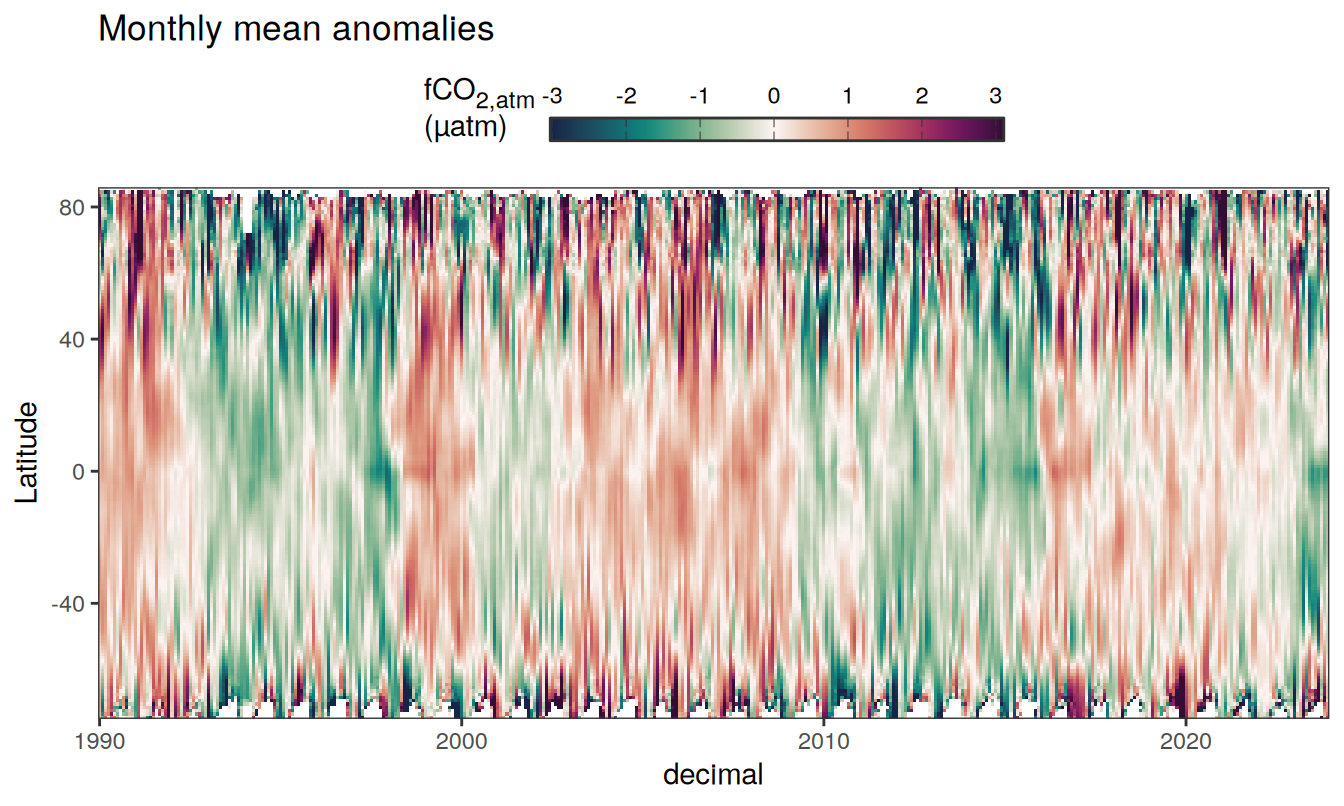 Monthly mean anomalies
fCO2,atm
(µatm)
-3 -2 -1 0 1 2 3
Latitude
80
40
0
-40
1990 2000 2010 2020
decimal